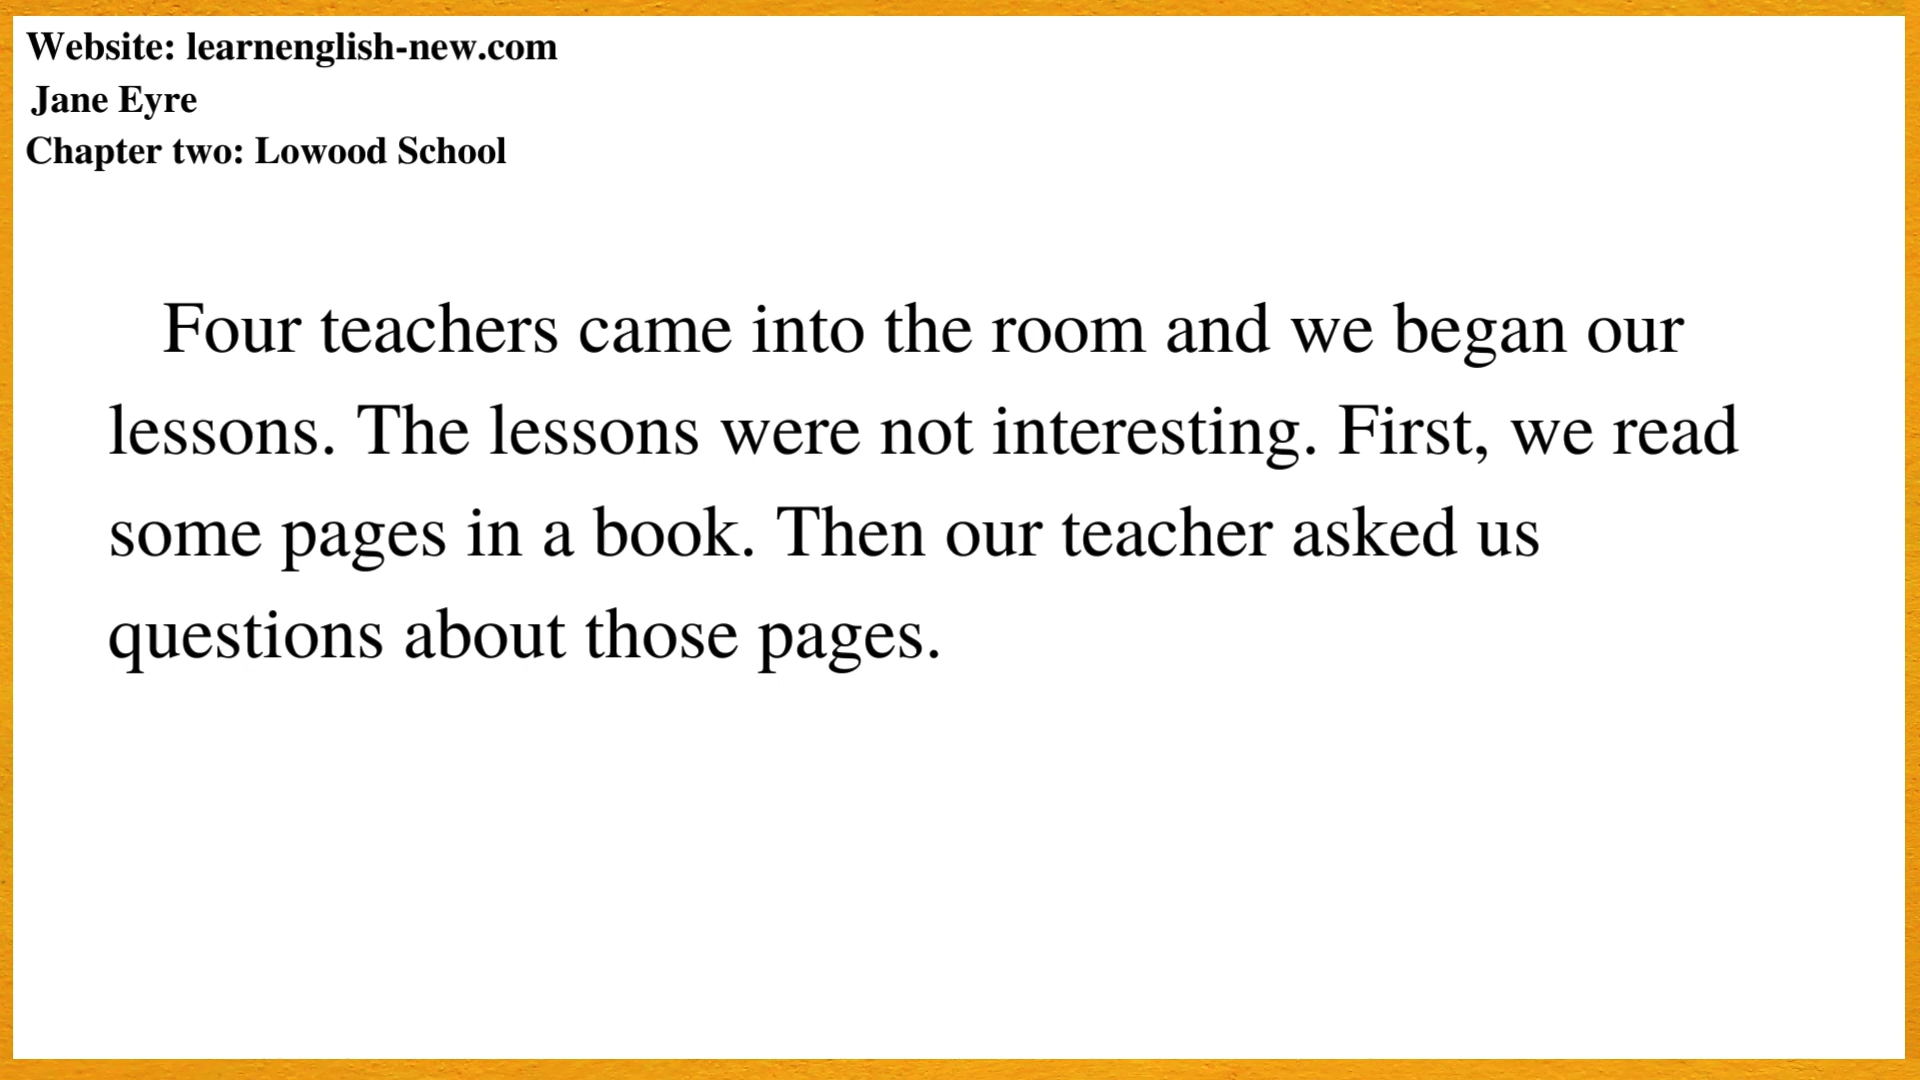 Website: learnenglish-new.com
Jane Eyre
Chapter two: Lowood School
Four teachers came into the room and we began our
lessons. The lessons were not interesting. First, we read
some pages in a book. Then our teacher asked us
questions about those pages.